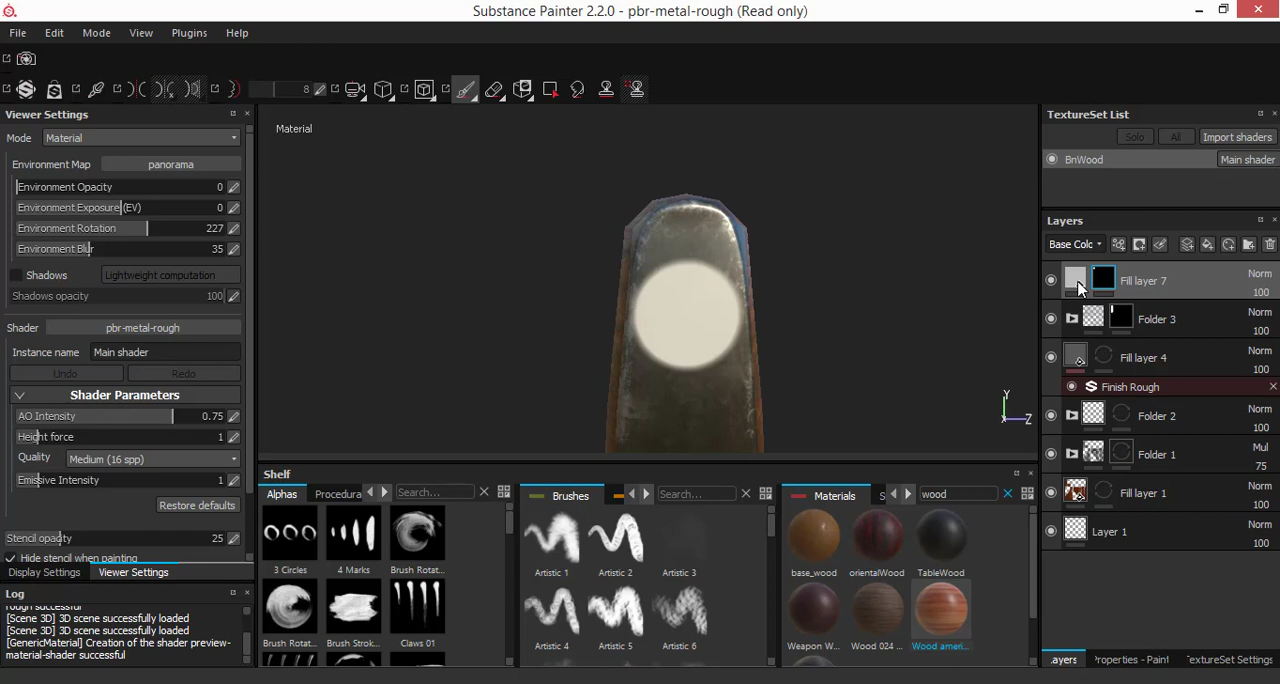 Substance Painter 2.2.0 - pbr-metal-rough (Read only)
File Edit Mode View Plugins Help
8
Viewer Settings
Mode Material
Environment Map panorama
Environment Opacity 0
Environment Exposure (EV) 0
Environment Rotation 227
Environment Blur 35
Shadows Lightweight computation
Shadows opacity 100
Shader pbr-metal-rough
Instance name Main shader
Undo Redo
Shader Parameters
AO Intensity 0.75
Height force 1
Quality Medium (16 spp)
Emissive Intensity 1
Restore defaults
Stencil opacity 25
Hide stencil when painting
Display Settings Viewer Settings
Log
rough successful
[Scene 3D] 3D scene successfully loaded
[Scene 3D] 3D scene successfully loaded
[GenericMaterial] Creation of the shader preview-
material-shader successful
Material
Y
X Z
Shelf
Alphas Procedura Search...
3 Circles 4 Marks Brush Rotat...
Brush Rotat... Brush Strok... Claws 01
Brushes Search...
Artistic 1 Artistic 2 Artistic 3
Artistic 4 Artistic 5 Artistic 6
Materials S wood
base_wood orientalWood TableWood
Weapon W... Wood 024 ... Wood ameri...
TextureSet List
Solo All Import shaders
BnWood Main shader
Layers
Base Colc
Fill layer 7 Norm
100
Folder 3 Norm
100
Fill layer 4 Norm
100
Finish Rough
Folder 2 Norm
100
Folder 1 Mul
75
Fill layer 1 Norm
100
Layer 1 Norm
100
.ayers Properties - Paint TextureSet Settings